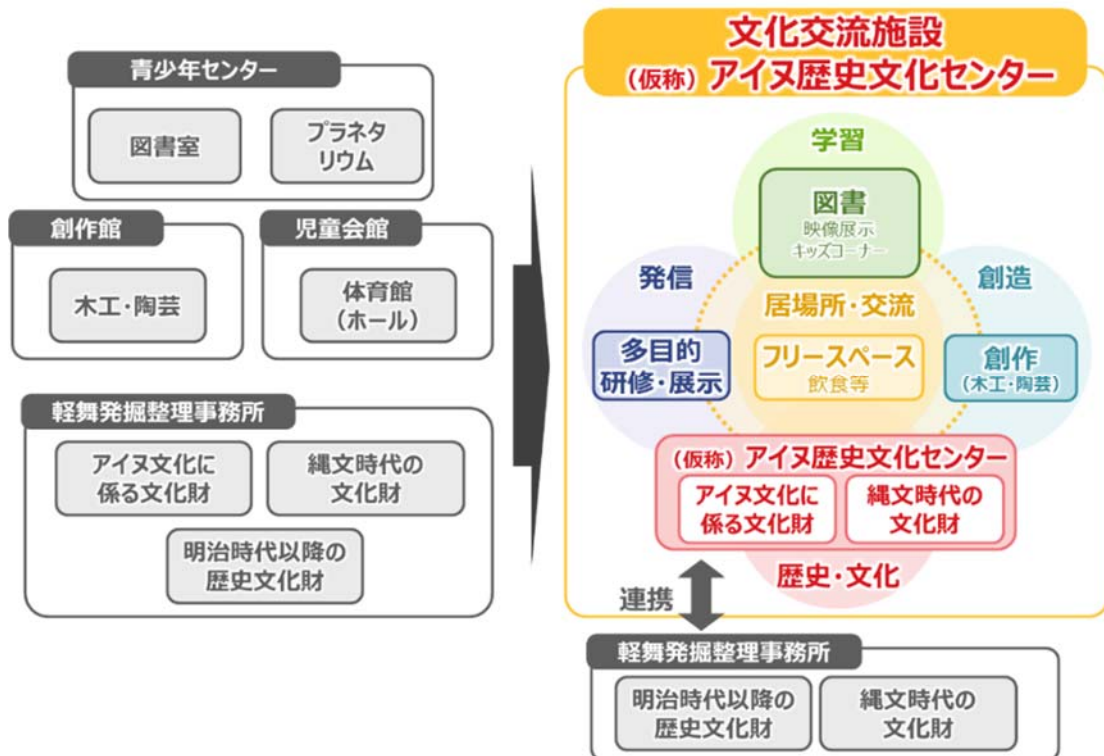 青少年センター
図書室
プラネタ
リウム
創作館
木工・陶芸
児童会館
体育館
（ホール）
軽舞発掘整理事務所
アイヌ文化に
係る文化財
縄文時代の
文化財
明治時代以降の
歴史文化財
文化交流施設
（仮称）アイヌ歴史文化センター
学習
図書
映像展示
キッズコーナー
発信
多目的
研修・展示
居場所・交流
フリースペース
飲食等
創造
創作
（木工・陶芸）
（仮称）アイヌ歴史文化センター
アイヌ文化に
係る文化財
縄文時代の
文化財
歴史・文化
連携
軽舞発掘整理事務所
明治時代以降の
歴史文化財
縄文時代の
文化財